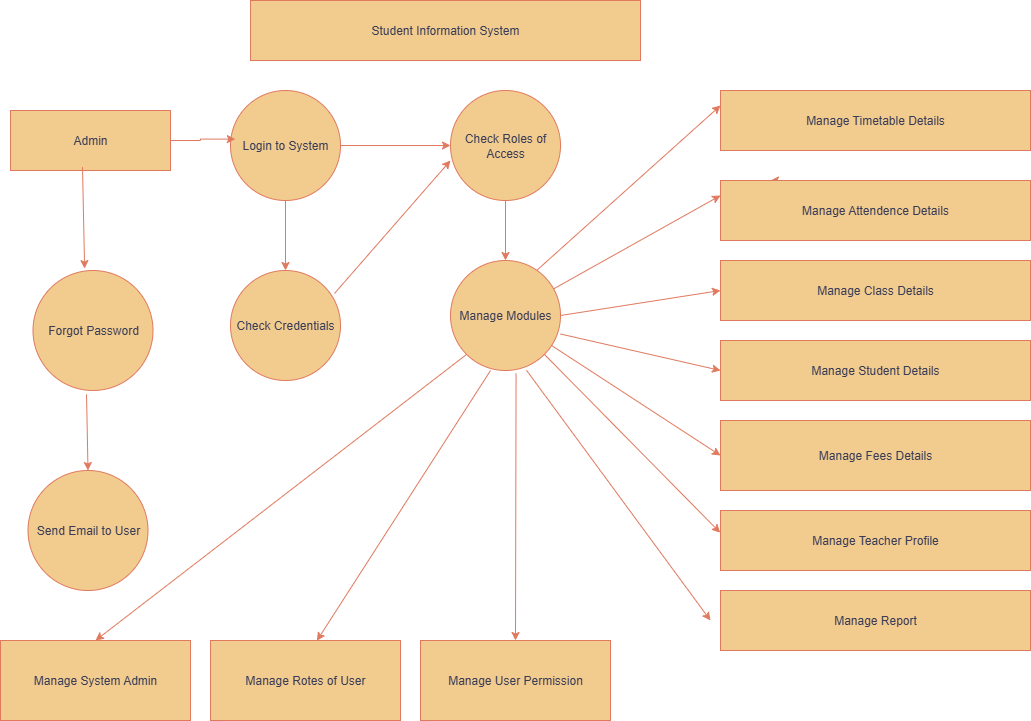 Student Information System
Admin
Login to System
Check Roles of
Access
Manage Timetable Details
Manage Attendence Details
Manage Class Details
Forgot Password
Check Credentials
Manage Modules
Manage Student Details
Manage Fees Details
Send Email to User
Manage Teacher Profile
Manage Report
Manage System Admin
Manage Rotes of User
Manage User Permission